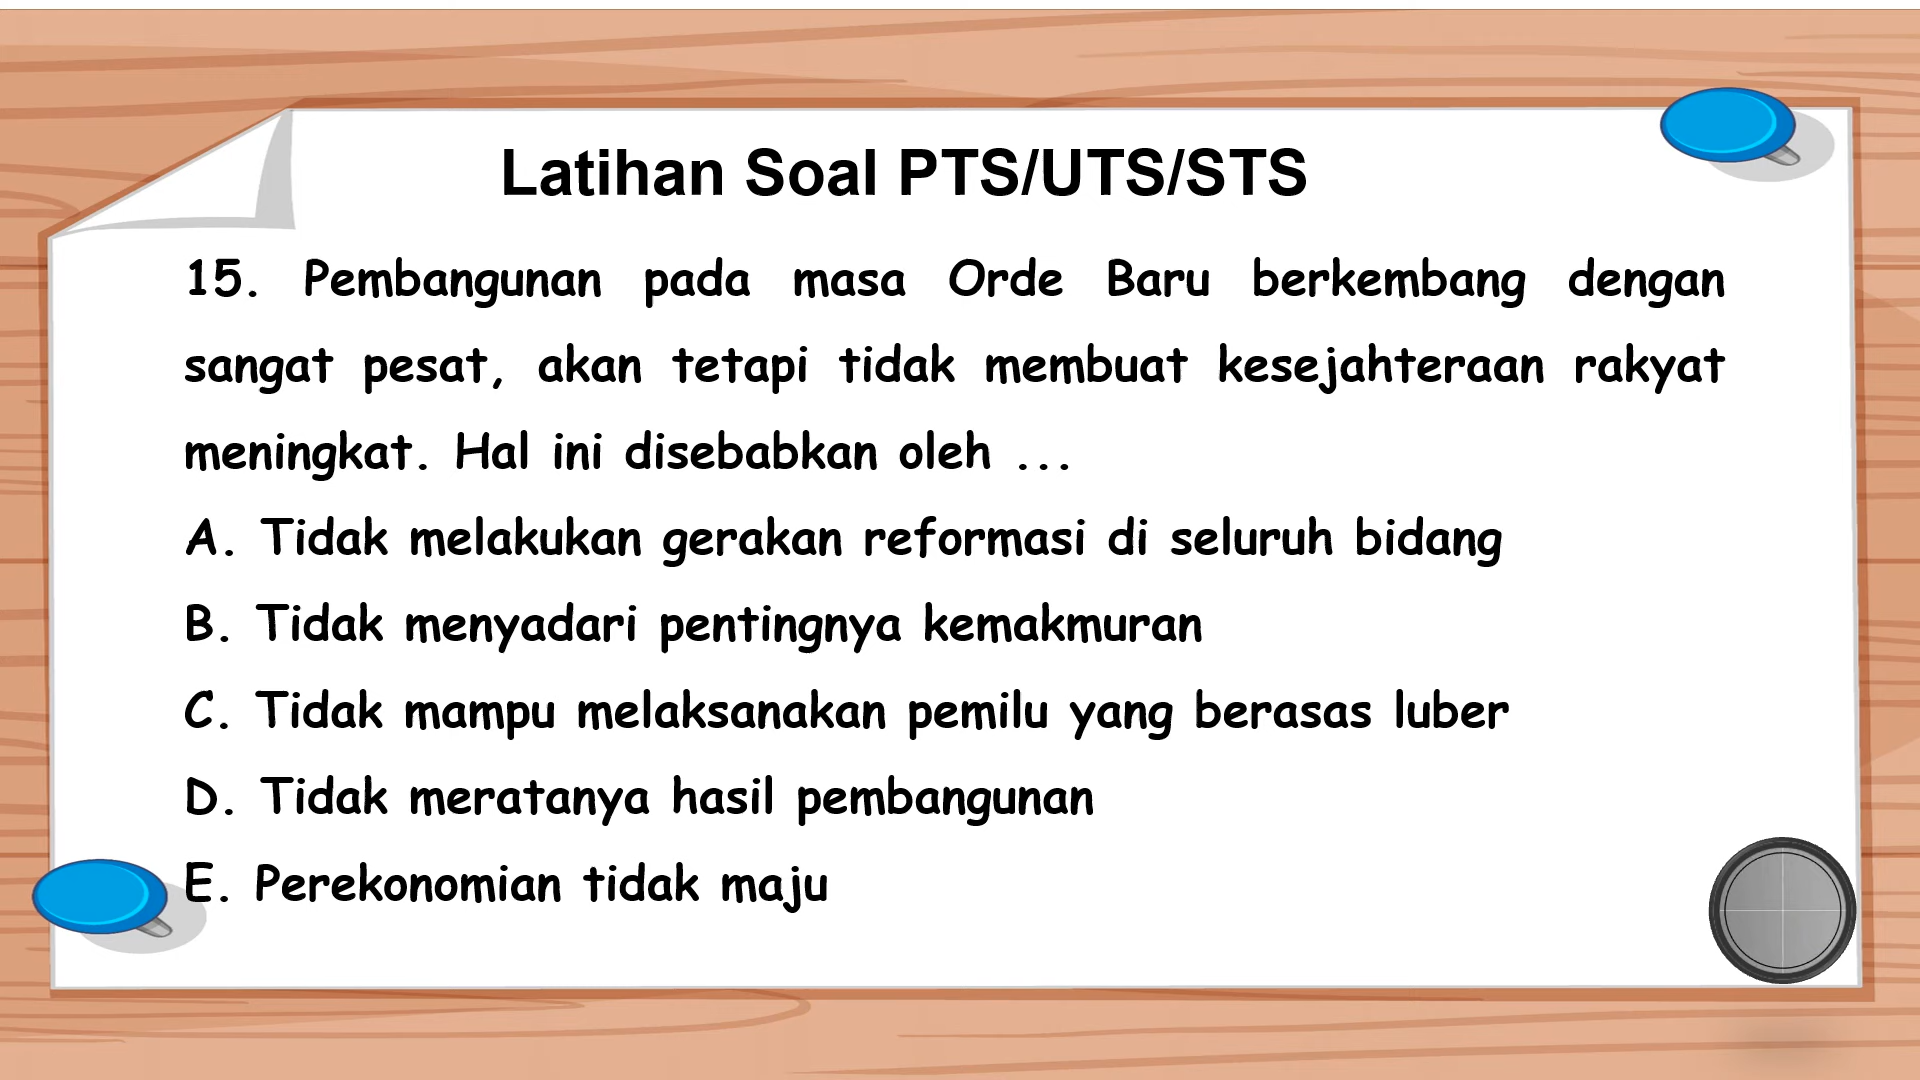 Latihan Soal PTS/UTS/STS
15. Pembangunan pada masa Orde Baru berkembang dengan
sangat pesat, akan tetapi tidak membuat kesejahteraan rakyat
meningkat. Hal ini disebabkan oleh ...
A. Tidak melakukan gerakan reformasi di seluruh bidang
B. Tidak menyadari pentingnya kemakmuran
C. Tidak mampu melaksanakan pemilu yang berasas luber
D. Tidak meratanya hasil pembangunan
E. Perekonomian tidak maju